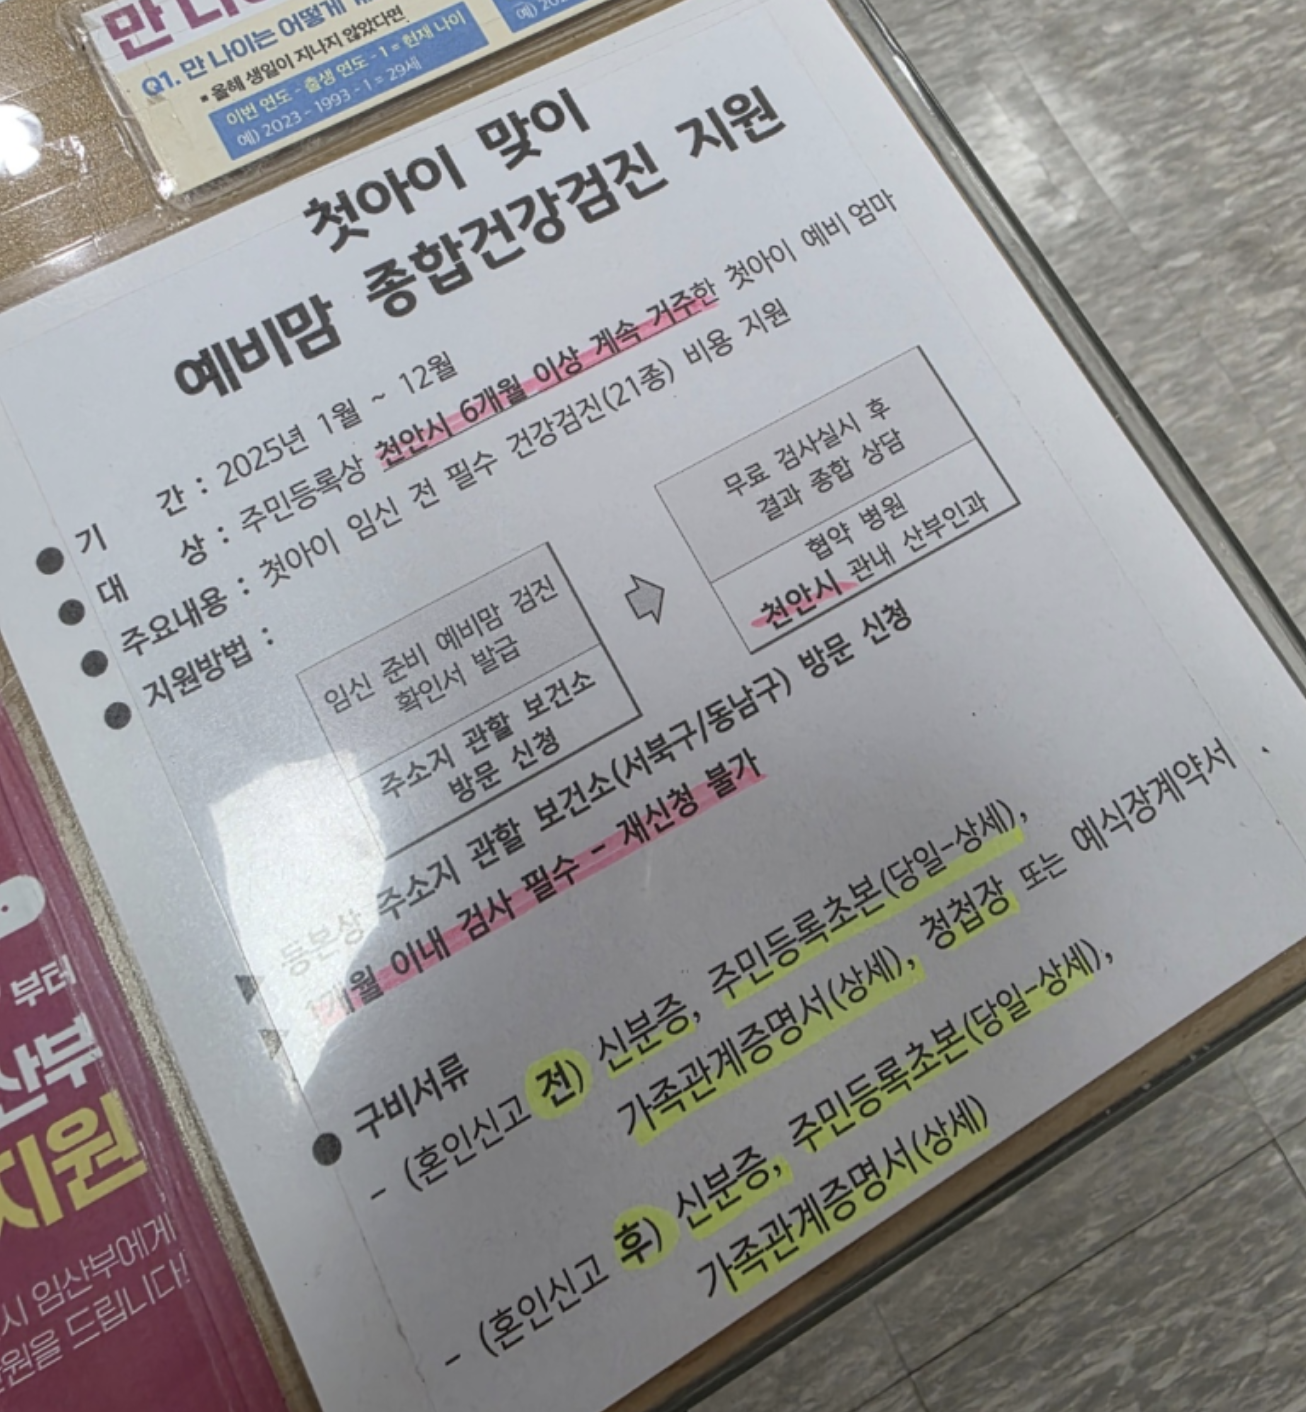 Q1. 만 나이는 어떻게
▪ 올해 생일이 지나지 않았다면
이번 연도 - 출생 연도 - 1 = 현재 나이
예) 2023 - 1993 - 1 = 29세
첫아이 맞이
예비맘 종합건강검진 지원
● 기 간 : 2025년 1월 ~ 12월
● 대 상 : 주민등록상 천안시 6개월 이상 계속 거주한 첫아이 예비 엄마
● 주요내용 : 첫아이 임신 전 필수 건강검진(21종) 비용 지원
● 지원방법 :
임신 준비 예비맘 검진
확인서 발급
주소지 관할 보건소
방문 신청
무료 검사실시 후
결과 종합 상담
협약 병원
천안시 관내 산부인과
▶ 등본상 주소지 관할 보건소(서북구/동남구) 방문 신청
▶ 1개월 이내 검사 필수 - 재신청 불가
● 구비서류
- (혼인신고 전) 신분증, 주민등록초본(당일-상세),
가족관계증명서(상세), 청첩장 또는 예식장계약서
- (혼인신고 후) 신분증, 주민등록초본(당일-상세),
가족관계증명서(상세)
부터
산부
지원
시 임산부에게
원을 드립니다!